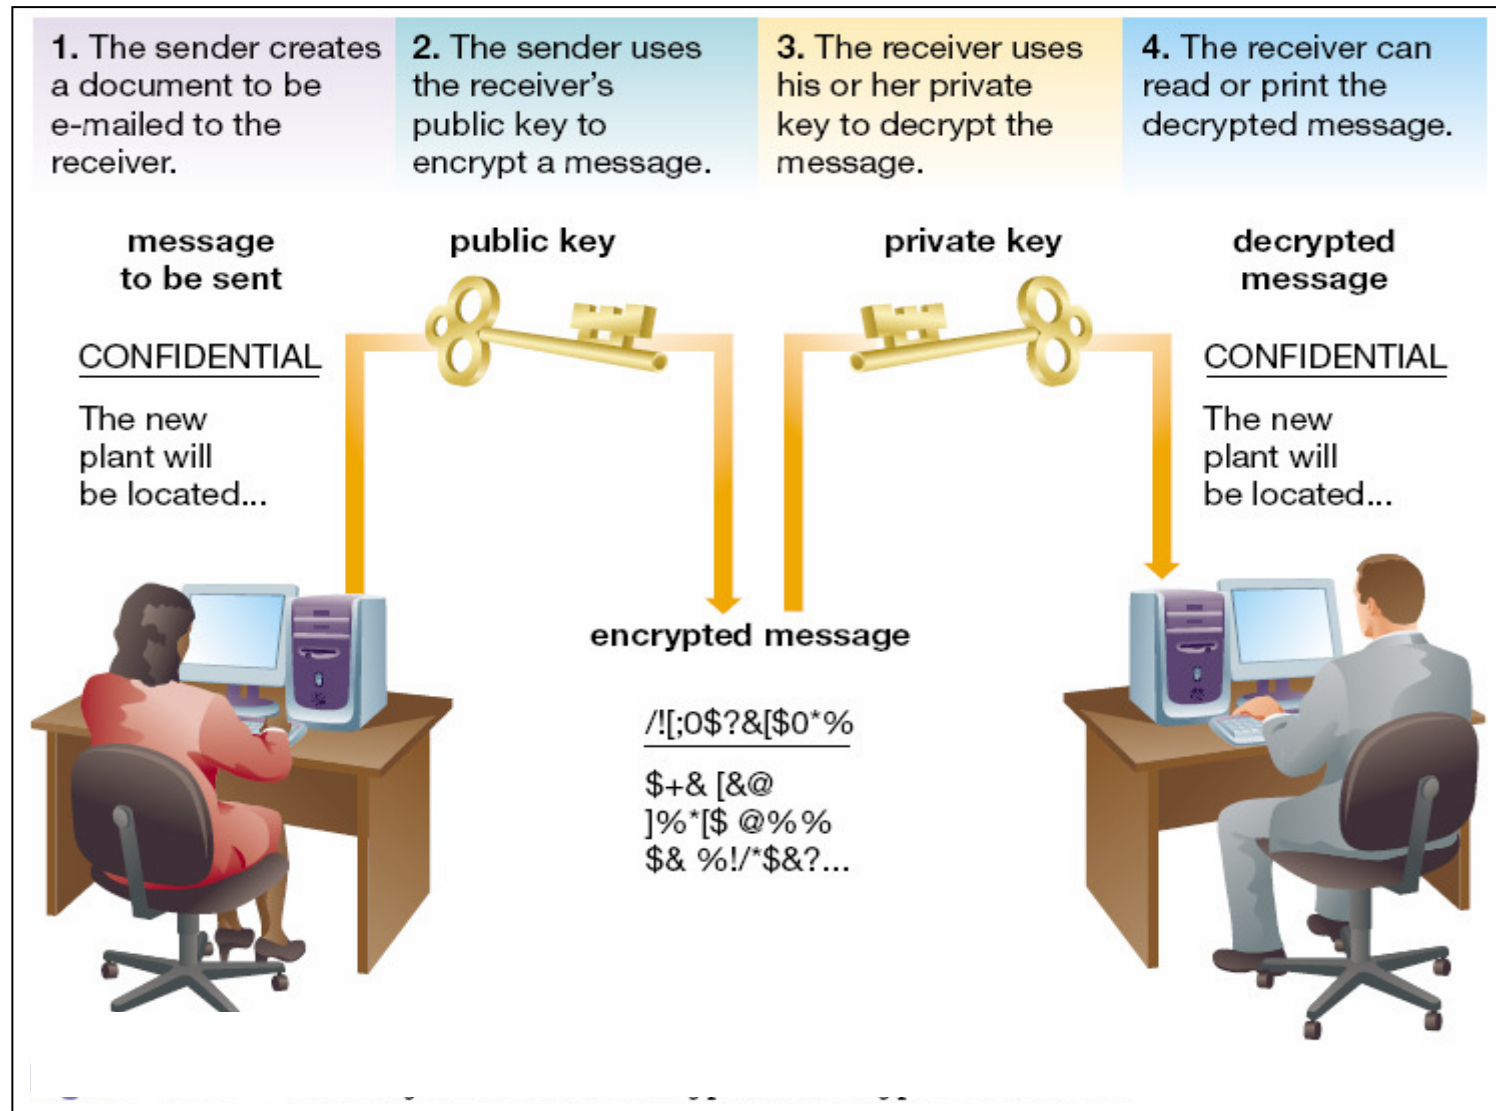 1. The sender creates
a document to be
e-mailed to the
receiver.
2. The sender uses
the receiver's
public key to
encrypt a message.
3. The receiver uses
his or her private
key to decrypt the
message.
4. The receiver can
read or print the
decrypted message.
message
to be sent
public key
private key
decrypted
message
CONFIDENTIAL
The new
plant will
be located...
CONFIDENTIAL
The new
plant will
be located...
encrypted message
/![;0$?&[$0*%
$+& [&@
]%*[$ @%%
$& %!/*$&?...